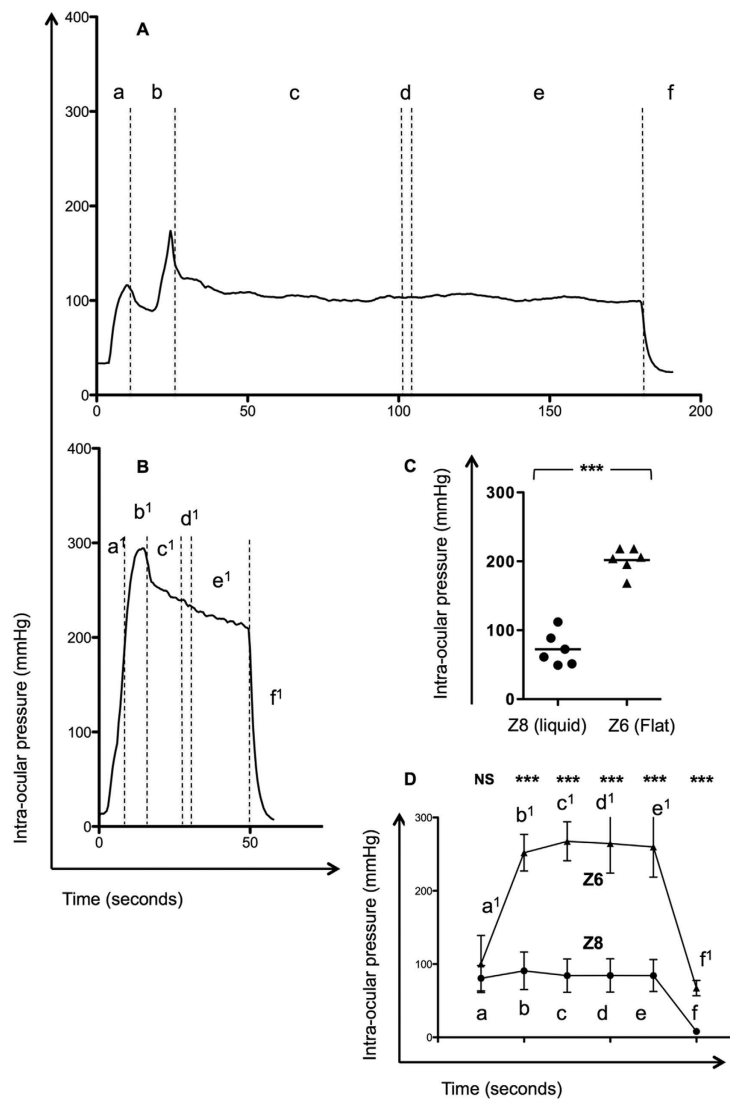 A
400
300
200
100
0
a b c d e f
0 50 100 150 200
B
400
300
200
100
0
a¹ b¹ c¹ d¹ e¹ f¹
0 50
Intra-ocular pressure (mmHg)
Time (seconds)
C
***
Intra-ocular pressure (mmHg)
300
200
100
0
Z8 (liquid) Z6 (Flat)
D NS *** *** *** *** ***
Intra-ocular pressure (mmHg)
300
200
100
0
a¹ b¹ c¹ d¹ e¹ f¹
Z6
Z8
a b c d e f
Time (seconds)